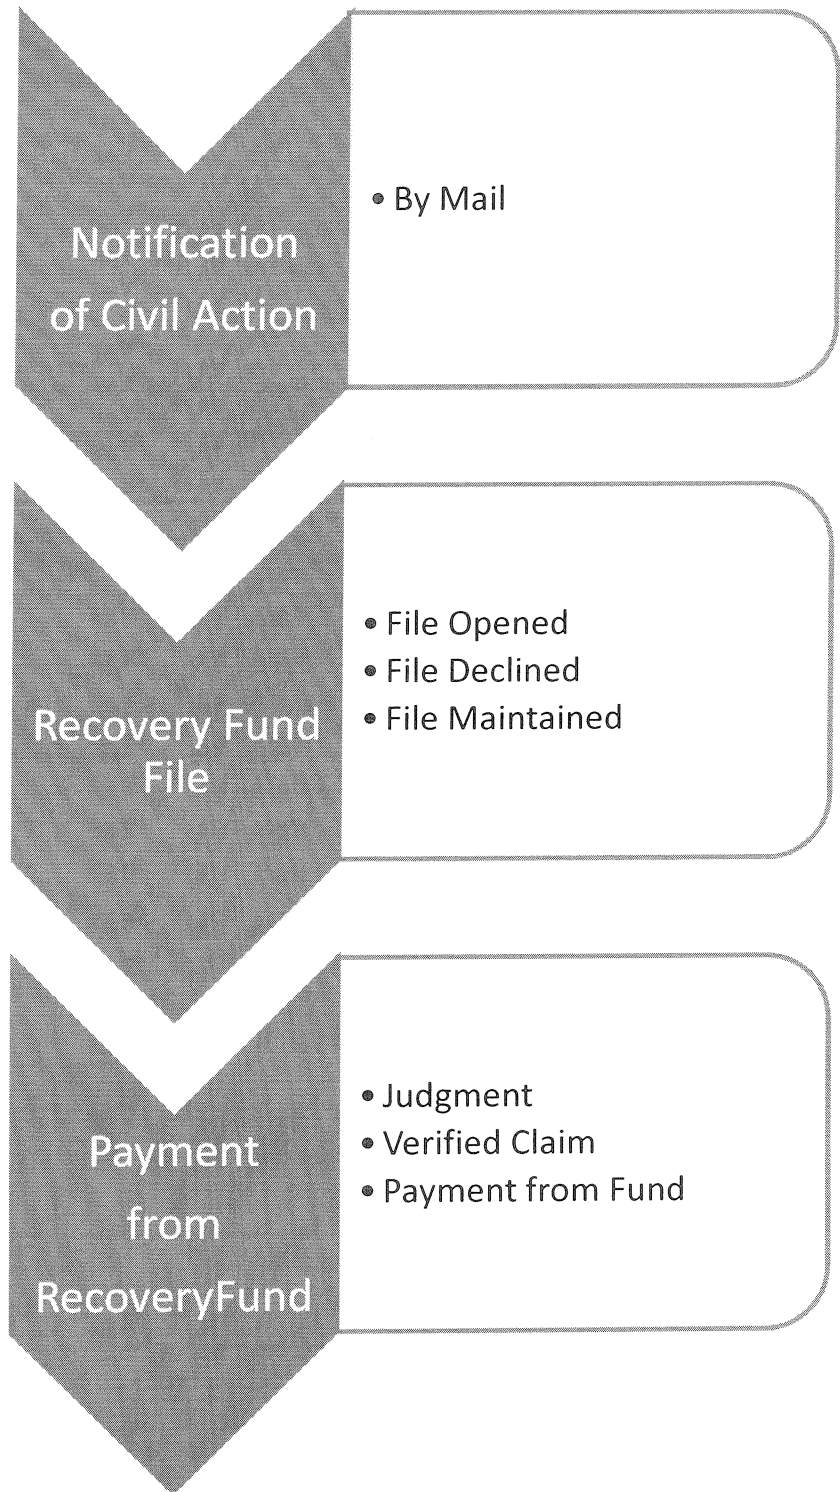 Notification
of Civil Action
• By Mail
Recovery Fund
File
• File Opened
• File Declined
• File Maintained
Payment
from
RecoveryFund
• Judgment
• Verified Claim
• Payment from Fund